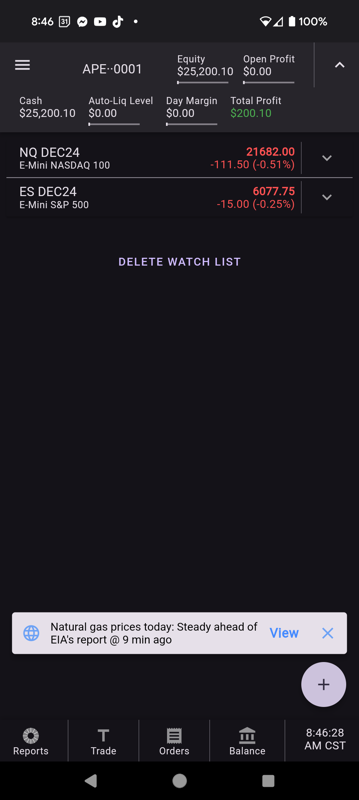 8:46 31 100%
Equity Open Profit
APE··0001 $25,200.10 $0.00
Cash Auto-Liq Level Day Margin Total Profit
$25,200.10 $0.00 $0.00 $200.10
NQ DEC24 21682.00
E-Mini NASDAQ 100 -111.50 (-0.51%)
ES DEC24 6077.75
E-Mini S&P 500 -15.00 (-0.25%)
DELETE WATCH LIST
Natural gas prices today: Steady ahead of
EIA's report @ 9 min ago View
+
8:46:28
AM CST
Reports Trade Orders Balance